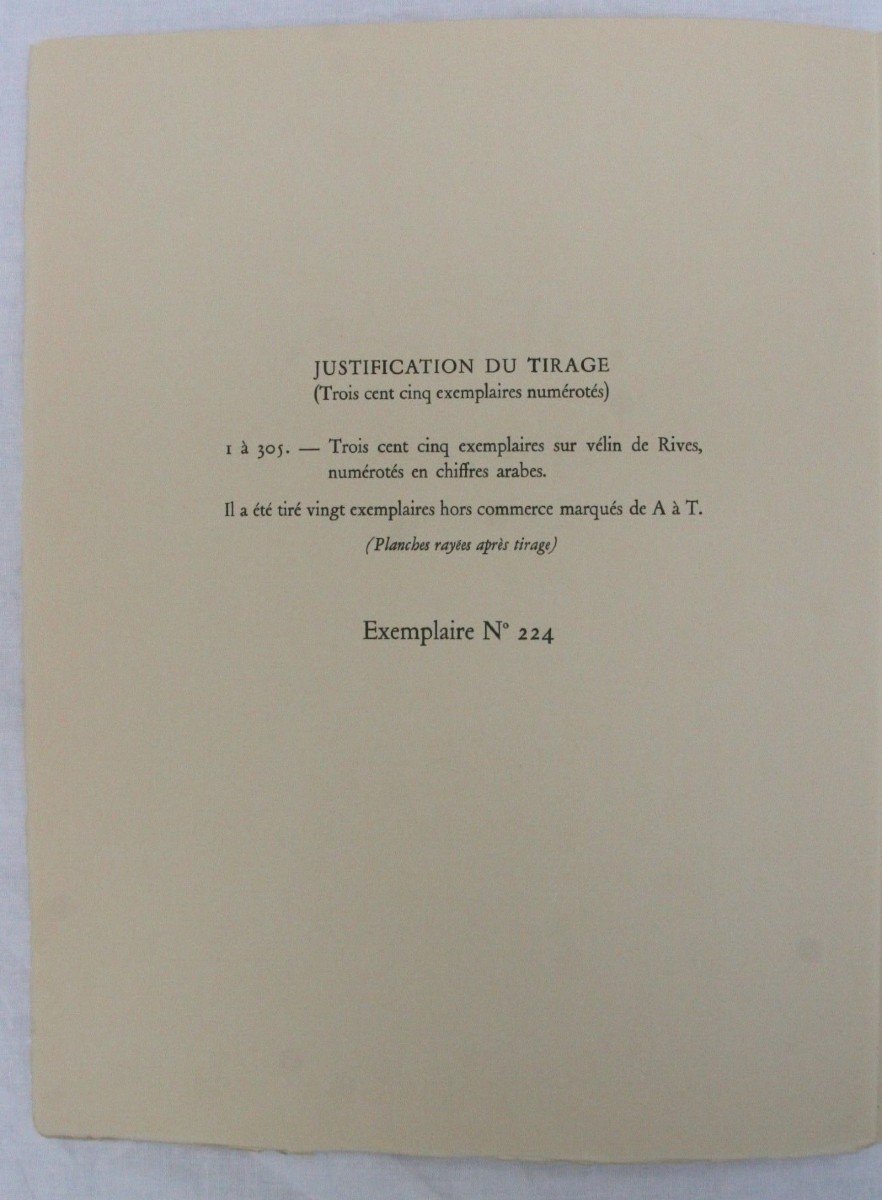 JUSTIFICATION DU TIRAGE
(Trois cent cinq exemplaires numérotés)
1 à 305. — Trois cent cinq exemplaires sur vélin de Rives,
numérotés en chiffres arabes.
Il a été tiré vingt exemplaires hors commerce marqués de A à T.
(Planches rayées après tirage)
Exemplaire N° 224